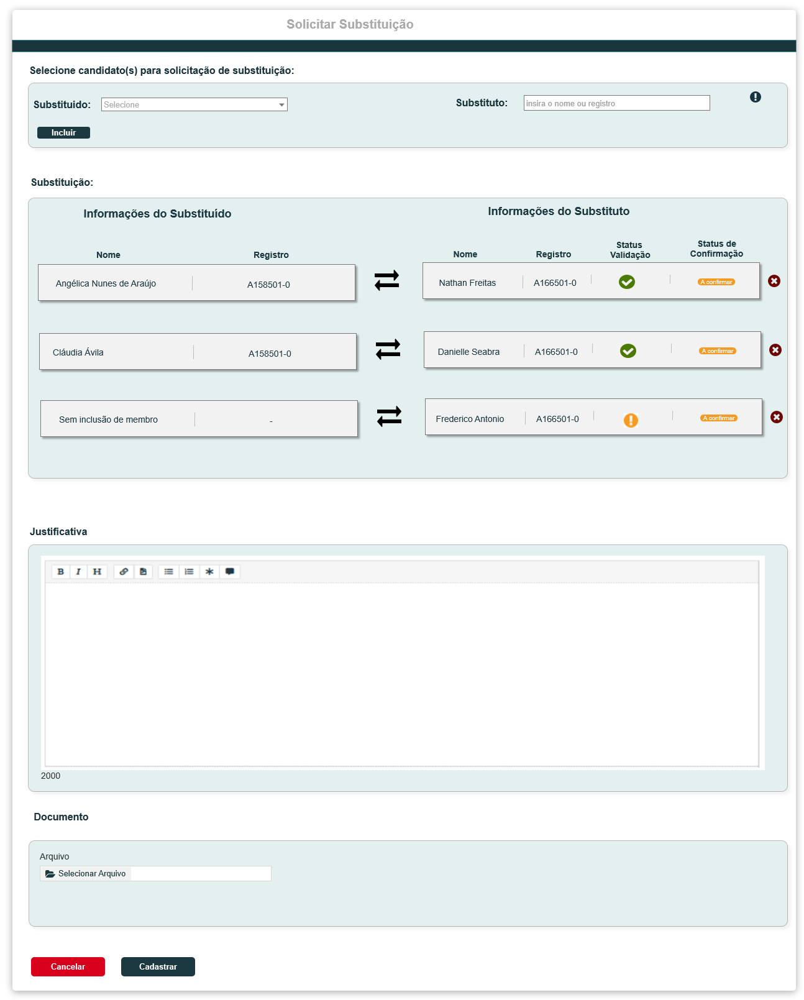 Solicitar Substituição
Selecione candidato(s) para solicitação de substituição:
Substituido: Selecione Substituto: insira o nome ou registro
Incluir
Substituição:
Informações do Substituído Informações do Substituto
Nome Registro Nome Registro Status Validação Status de Confirmação
Angélica Nunes de Araújo A158501-0 Nathan Freitas A166501-0 A confirmar
Cláudia Ávila A158501-0 Danielle Seabra A166501-0 A confirmar
Sem inclusão de membro - Frederico Antonio A166501-0 A confirmar
Justificativa
B I H
2000
Documento
Arquivo
Selecionar Arquivo
Cancelar Cadastrar